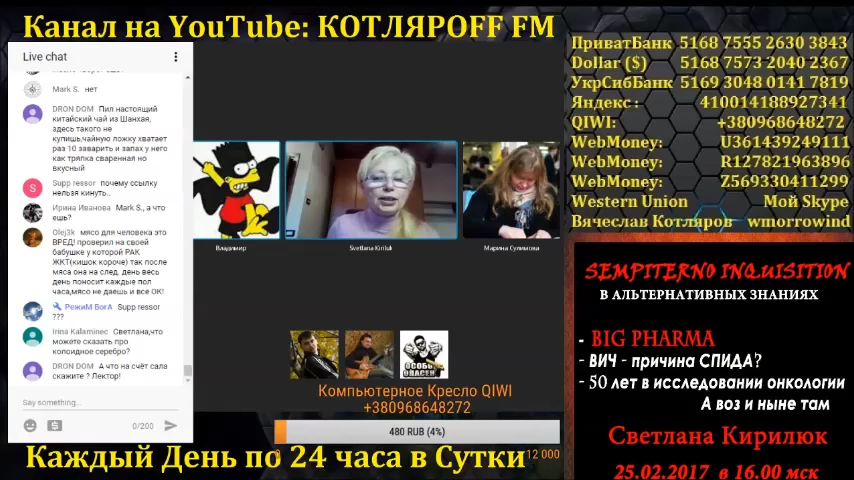 Канал на YouTube: КОТЛЯРOFF FM
Live chat
Mark S. нет
DRON DOM Пил настоящий
китайский чай из Шанхая,
здесь такого не
купишь,чайную ложку хватает
раз 10 заварить и запах у него
как тряпка сваренная но
вкусный
Supp ressor почему ссылку
нельзя кинуть..
Ирина Иванова Mark S., а что
ешь?
Olej3k мясо для человека это
ВРЕД! проверил на своей
бабушке у которой РАК
ЖКТ(кишок короче) так после
мяса она на след. день весь
день поносит каждые пол
часа,мясо не даешь и все ОК!
РежиМ БогА Supp ressor
???
Irina Kalaminec Светлана,что
можете сказать про
колоидное серебро?
DRON DOM А что на счёт сала
скажите ? Лектор!
Say something...
0/200
Владимир
Svetlana Kiriluk
Марина Сулимова
ОСОБО
ОПАСЕН
Компьютерное Кресло QIWI
+380968648272
480 RUB (4%)
12 000
Каждый День по 24 часа в Сутки
ПриватБанк 5168 7555 2630 3843
Dollar ($) 5168 7573 2040 2367
УкрСибБанк 5169 3048 0141 7819
Яндекс : 410014188927341
QIWI: +380968648272
WebMoney: U361439249111
WebMoney: R127821963896
WebMoney: Z569330411299
Western Union Мой Skype
Вячеслав Котляров wmorrowind
SEMPITERNO INQUISITION
В АЛЬТЕРНАТИВНЫХ ЗНАНИЯХ
- BIG PHARMA
- ВИЧ - причина СПИДА?
- 50 лет в исследовании онкологии
А воз и ныне там
Светлана Кирилюк
25.02.2017 в 16.00 мск